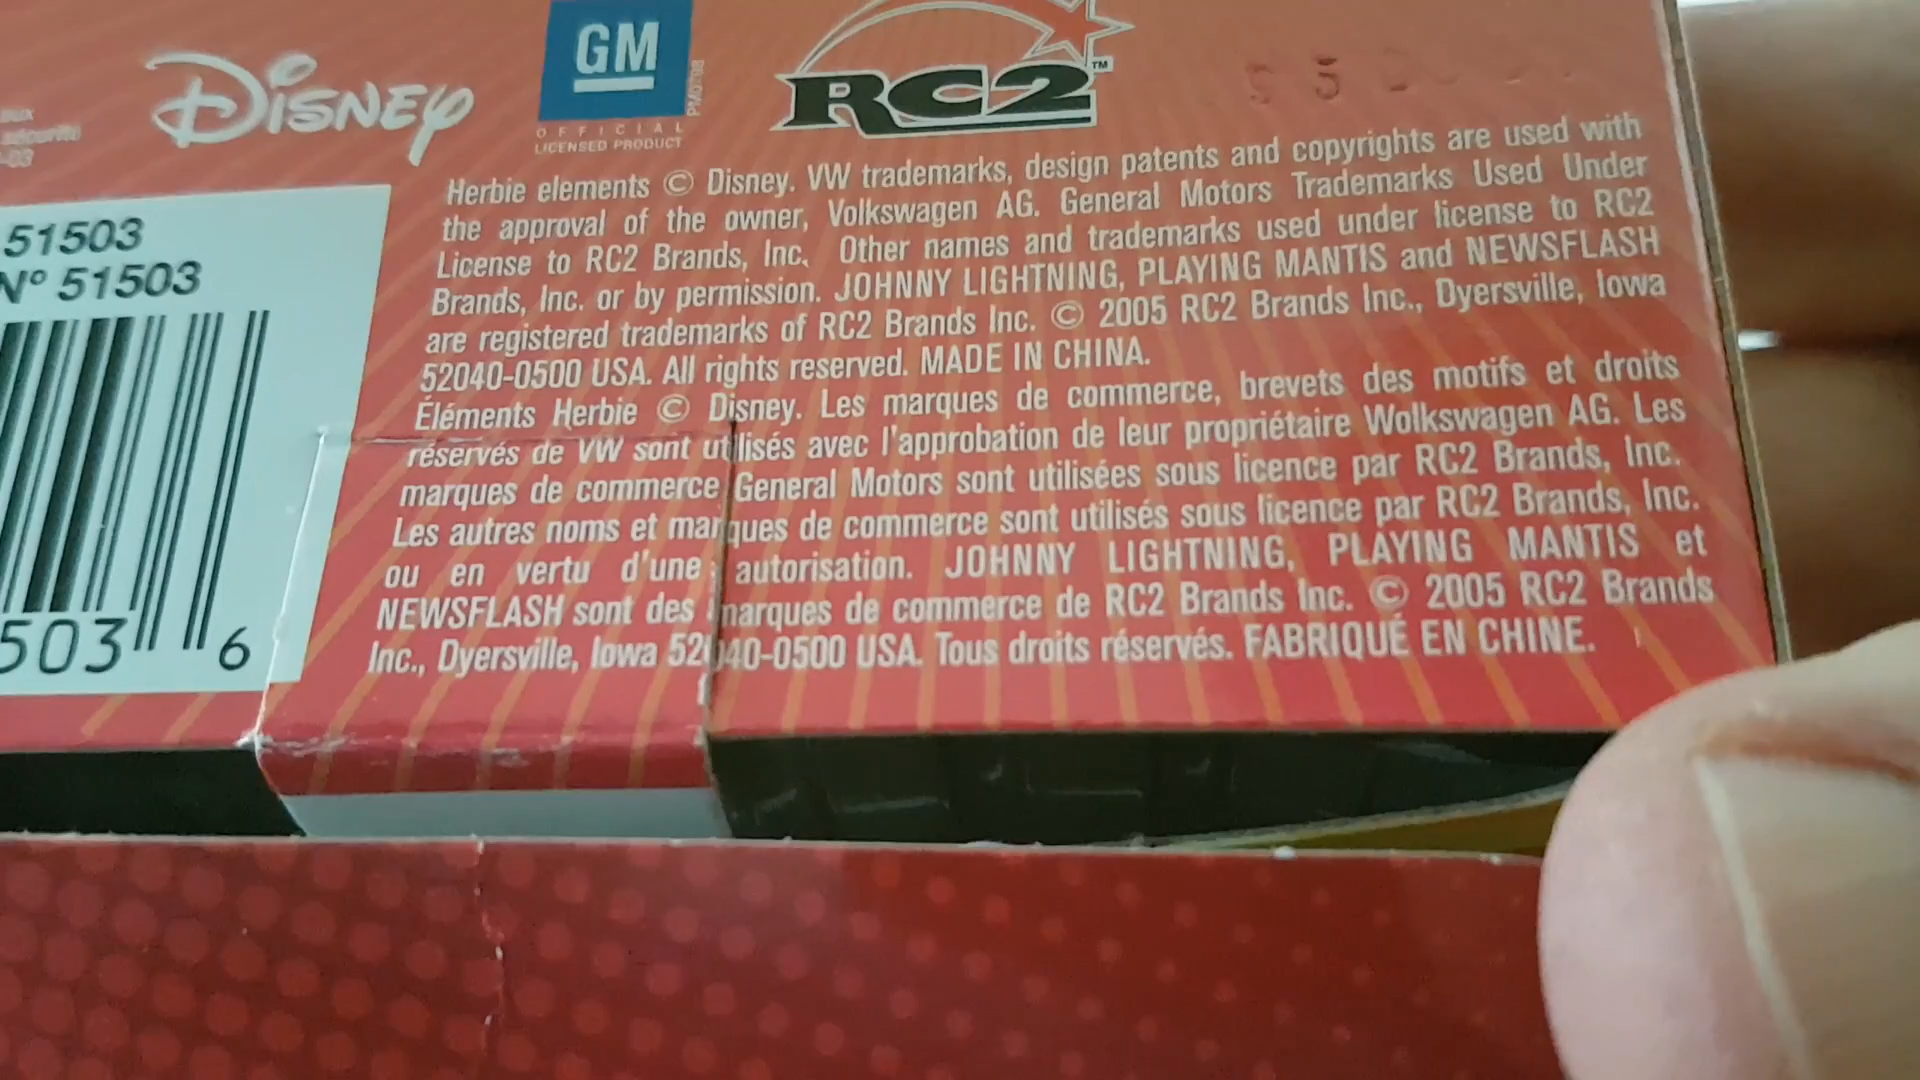 Disney
GM
OFFICIAL
LICENSED PRODUCT
RC2™
51503
N° 51503
503 6
Herbie elements © Disney. VW trademarks, design patents and copyrights are used with
the approval of the owner, Volkswagen AG. General Motors Trademarks Used Under
License to RC2 Brands, Inc. Other names and trademarks used under license to RC2
Brands, Inc. or by permission. JOHNNY LIGHTNING, PLAYING MANTIS and NEWSFLASH
are registered trademarks of RC2 Brands Inc. © 2005 RC2 Brands Inc., Dyersville, Iowa
52040-0500 USA. All rights reserved. MADE IN CHINA.
Éléments Herbie © Disney. Les marques de commerce, brevets des motifs et droits
réservés de VW sont utilisés avec l'approbation de leur propriétaire Wolkswagen AG. Les
marques de commerce General Motors sont utilisées sous licence par RC2 Brands, Inc.
Les autres noms et marques de commerce sont utilisés sous licence par RC2 Brands, Inc.
ou en vertu d'une autorisation. JOHNNY LIGHTNING, PLAYING MANTIS et
NEWSFLASH sont des marques de commerce de RC2 Brands Inc. © 2005 RC2 Brands
Inc., Dyersville, Iowa 52040-0500 USA. Tous droits réservés. FABRIQUÉ EN CHINE.